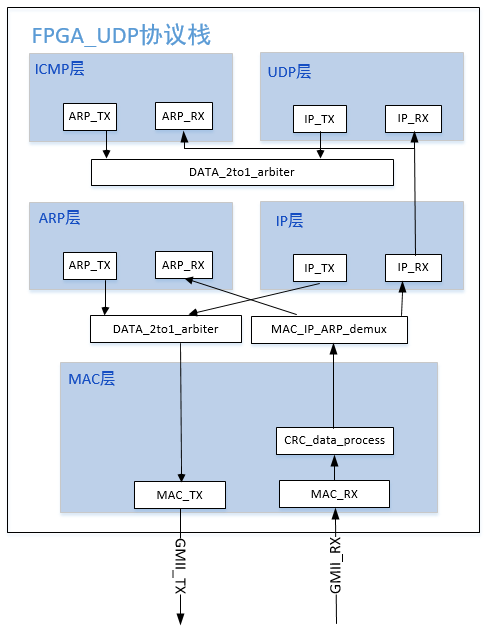 FPGA_UDP协议栈
ICMP层
UDP层
ARP_TX
ARP_RX
IP_TX
IP_RX
DATA_2to1_arbiter
ARP层
IP层
ARP_TX
ARP_RX
IP_TX
IP_RX
DATA_2to1_arbiter
MAC_IP_ARP_demux
MAC层
CRC_data_process
MAC_TX
MAC_RX
GMII_TX
GMII_RX